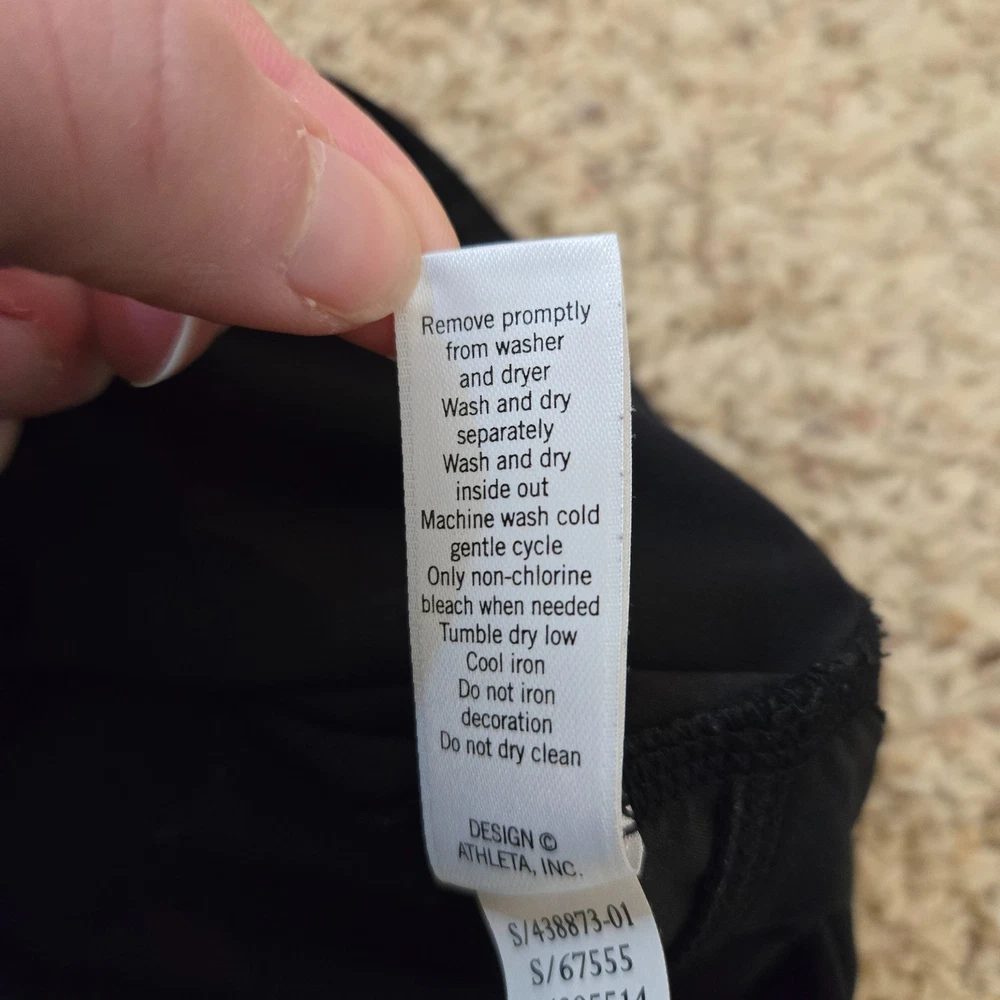 Remove promptly
from washer
and dryer
Wash and dry
separately
Wash and dry
inside out
Machine wash cold
gentle cycle
Only non-chlorine
bleach when needed
Tumble dry low
Cool iron
Do not iron
decoration
Do not dry clean
DESIGN ©
ATHLETA, INC.
S/438873-01
S/67555